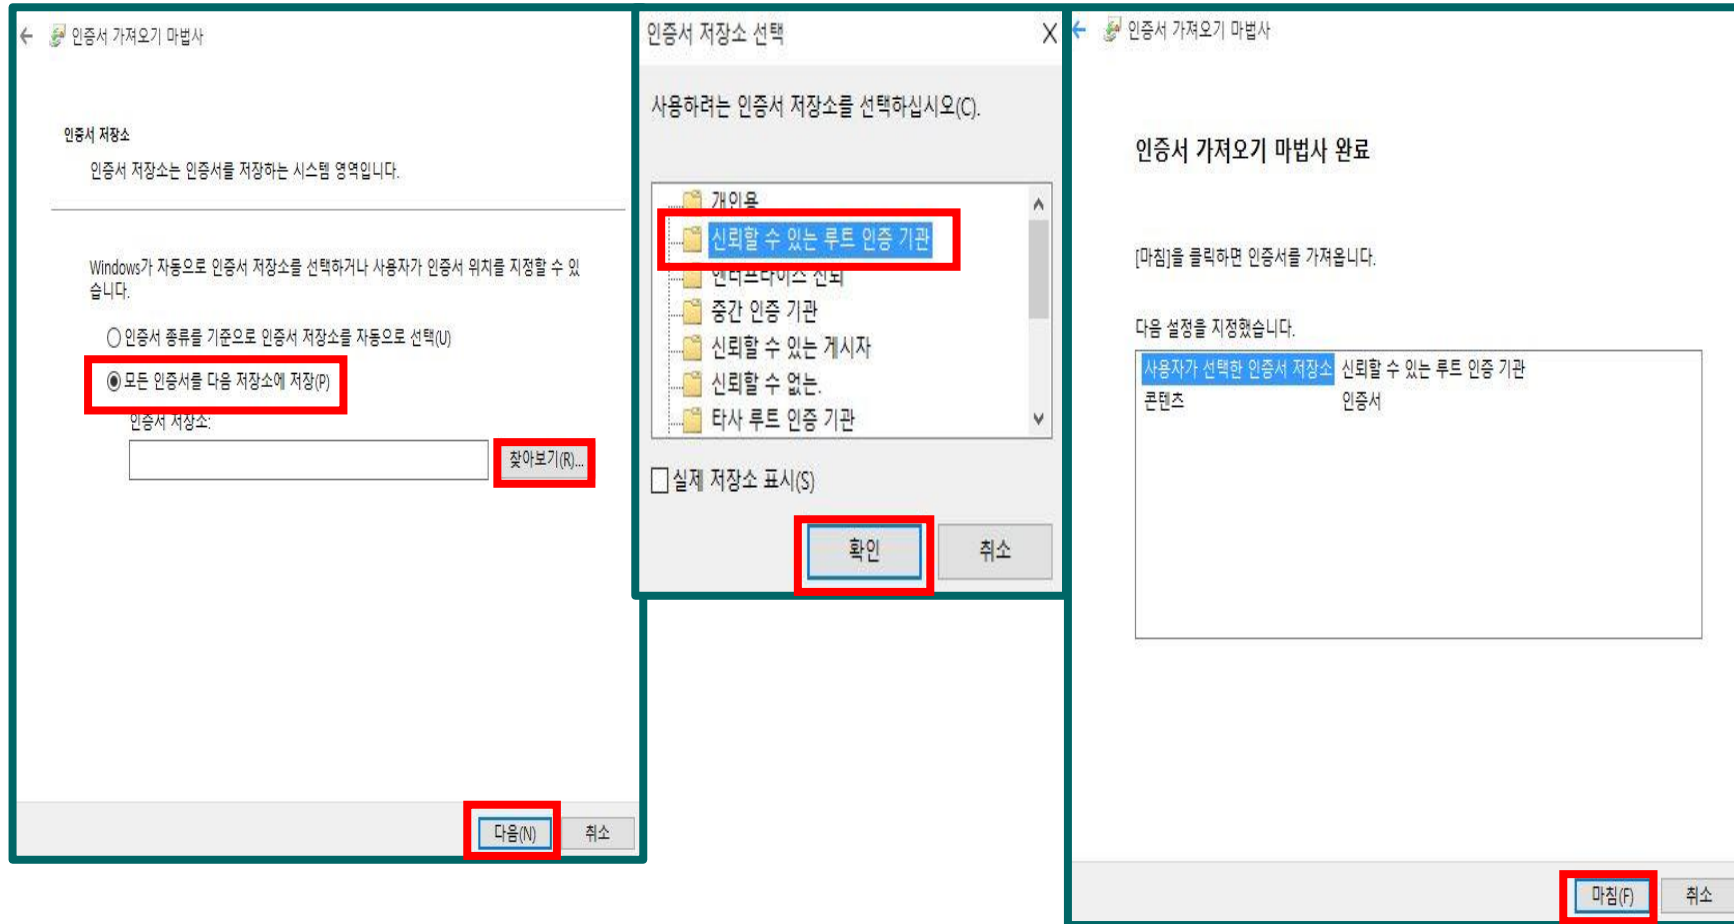 인증서 가져오기 마법사
인증서 저장소
인증서 저장소는 인증서를 저장하는 시스템 영역입니다.
Windows가 자동으로 인증서 저장소를 선택하거나 사용자가 인증서 위치를 지정할 수 있
습니다.
인증서 종류를 기준으로 인증서 저장소를 자동으로 선택(U)
모든 인증서를 다음 저장소에 저장(P)
인증서 저장소:
찾아보기(R)...
다음(N)
취소
인증서 저장소 선택
사용하려는 인증서 저장소를 선택하십시오(C).
개인용
신뢰할 수 있는 루트 인증 기관
엔터프라이즈 신뢰
중간 인증 기관
신뢰할 수 있는 게시자
신뢰할 수 없는.
타사 루트 인증 기관
실제 저장소 표시(S)
확인
취소
인증서 가져오기 마법사
인증서 가져오기 마법사 완료
[마침]을 클릭하면 인증서를 가져옵니다.
다음 설정을 지정했습니다.
사용자가 선택한 인증서 저장소 신뢰할 수 있는 루트 인증 기관
콘텐츠 인증서
마침(F)
취소